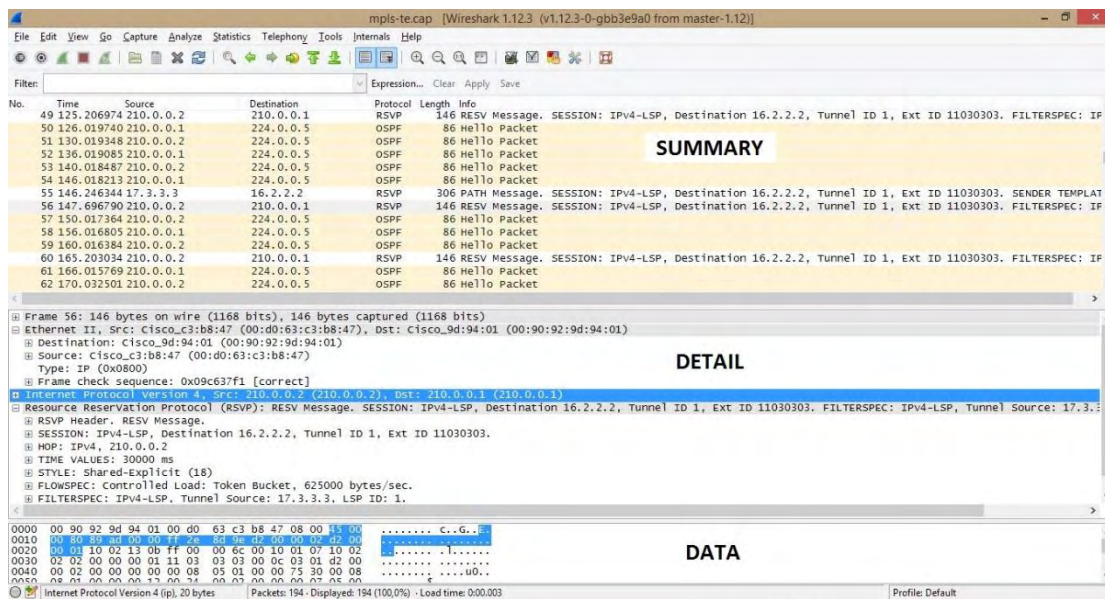 mpls-te.cap [Wireshark 1.12.3 (v1.12.3-0-gbb3e9a0 from master-1.12)]
File Edit View Go Capture Analyze Statistics Telephony Tools Internals Help
Filter: Expression... Clear Apply Save
No. Time Source Destination Protocol Length Info
49 125.206974 210.0.0.2 210.0.0.1 RSVP 146 RESV Message. SESSION: IPv4-LSP, Destination 16.2.2.2, Tunnel ID 1, Ext ID 11030303. FILTERSPEC: IF
50 126.019740 210.0.0.1 224.0.0.5 OSPF 86 Hello Packet
51 130.019348 210.0.0.2 224.0.0.5 OSPF 86 Hello Packet
52 136.019085 210.0.0.1 224.0.0.5 OSPF 86 Hello Packet
53 140.018487 210.0.0.2 224.0.0.5 OSPF 86 Hello Packet
54 146.018213 210.0.0.1 224.0.0.5 OSPF 86 Hello Packet
55 146.246344 17.3.3.3 16.2.2.2 RSVP 306 PATH Message. SESSION: IPv4-LSP, Destination 16.2.2.2, Tunnel ID 1, Ext ID 11030303. SENDER TEMPLAT
56 147.696790 210.0.0.2 210.0.0.1 RSVP 146 RESV Message. SESSION: IPv4-LSP, Destination 16.2.2.2, Tunnel ID 1, Ext ID 11030303. FILTERSPEC: IF
57 150.017364 210.0.0.2 224.0.0.5 OSPF 86 Hello Packet
58 156.016805 210.0.0.1 224.0.0.5 OSPF 86 Hello Packet
59 160.016384 210.0.0.2 224.0.0.5 OSPF 86 Hello Packet
60 165.203034 210.0.0.2 210.0.0.1 RSVP 146 RESV Message. SESSION: IPv4-LSP, Destination 16.2.2.2, Tunnel ID 1, Ext ID 11030303. FILTERSPEC: IF
61 166.015769 210.0.0.1 224.0.0.5 OSPF 86 Hello Packet
62 170.032501 210.0.0.2 224.0.0.5 OSPF 86 Hello Packet
SUMMARY
Frame 56: 146 bytes on wire (1168 bits), 146 bytes captured (1168 bits)
Ethernet II, Src: Cisco_c3:b8:47 (00:d0:63:c3:b8:47), Dst: Cisco_9d:94:01 (00:90:92:9d:94:01)
Destination: Cisco_9d:94:01 (00:90:92:9d:94:01)
Source: Cisco_c3:b8:47 (00:d0:63:c3:b8:47)
Type: IP (0x0800)
Frame check sequence: 0x09c637f1 [correct]
Internet Protocol Version 4, Src: 210.0.0.2 (210.0.0.2), Dst: 210.0.0.1 (210.0.0.1)
Resource Reservation Protocol (RSVP): RESV Message. SESSION: IPv4-LSP, Destination 16.2.2.2, Tunnel ID 1, Ext ID 11030303. FILTERSPEC: IPv4-LSP, Tunnel Source: 17.3.3
RSVP Header. RESV Message.
SESSION: IPv4-LSP, Destination 16.2.2.2, Tunnel ID 1, Ext ID 11030303.
HOP: IPv4, 210.0.0.2
TIME VALUES: 30000 ms
STYLE: Shared-Explicit (18)
FLOWSPEC: Controlled Load: Token Bucket, 625000 bytes/sec.
FILTERSPEC: IPv4-LSP, Tunnel Source: 17.3.3.3, LSP ID: 1.
DETAIL
0000 00 90 92 9d 94 01 00 d0 63 c3 b8 47 08 00 45 00 ........ c..G..E.
0010 00 80 89 ad 00 00 ff 2e 8d 9e d2 00 00 02 d2 00 ........ ........
0020 00 01 10 02 13 0b ff 00 00 6c 00 10 01 07 10 02 ........ .l......
0030 02 02 00 00 00 01 11 03 03 03 00 0c 03 01 d2 00 ........ ........
0040 00 02 00 00 00 00 00 08 05 01 00 00 75 30 00 08 ........ ....u0..
DATA
Internet Protocol Version 4 (ip), 20 bytes Packets: 194 · Displayed: 194 (100,0%) · Load time: 0:00.003 Profile: Default